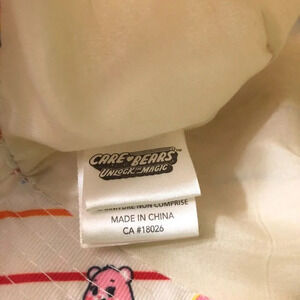 CARE BEARS
UNLOCK THE MAGIC
NON COMPRISE
MADE IN CHINA
CA #18026